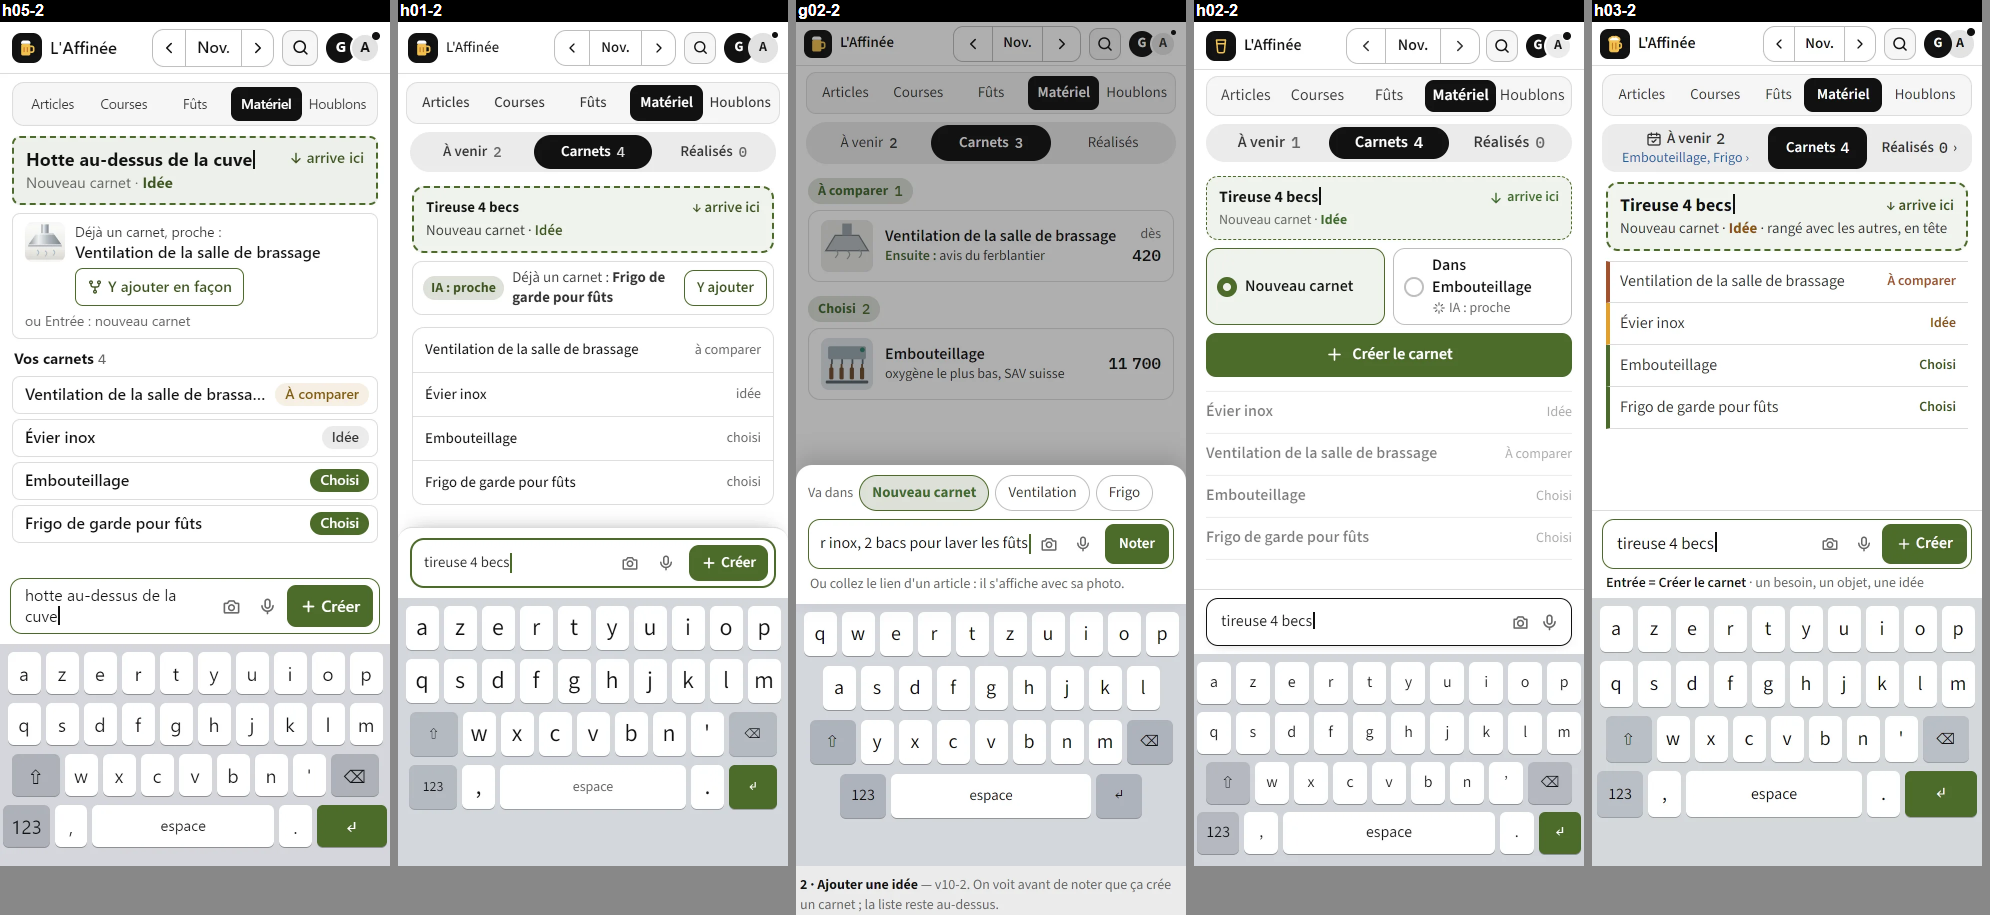 h05-2
L'Affinée
Nov.
G
A
Articles
Courses
Fûts
Matériel
Houblons
Hotte au-dessus de la cuve
↓ arrive ici
Nouveau carnet · Idée
Déjà un carnet, proche :
Ventilation de la salle de brassage
Y ajouter en façon
ou Entrée : nouveau carnet
Vos carnets 4
Ventilation de la salle de brassa...
À comparer
Évier inox
Idée
Embouteillage
Choisi
Frigo de garde pour fûts
Choisi
hotte au-dessus de la
cuve
+ Créer
a z e r t y u i o p
q s d f g h j k l m
⇧ w x c v b n ' ⌫
123 , espace . ↵
h01-2
L'Affinée
Nov.
G
A
Articles
Courses
Fûts
Matériel
Houblons
À venir 2
Carnets 4
Réalisés 0
Tireuse 4 becs
↓ arrive ici
Nouveau carnet · Idée
IA : proche
Déjà un carnet : Frigo de
garde pour fûts
Y ajouter
Ventilation de la salle de brassage
à comparer
Évier inox
idée
Embouteillage
choisi
Frigo de garde pour fûts
choisi
tireuse 4 becs
+ Créer
a z e r t y u i o p
q s d f g h j k l m
⇧ w x c v b n ' ⌫
123 , espace . ↵
g02-2
L'Affinée
Nov.
G
A
Articles
Courses
Fûts
Matériel
Houblons
À venir 2
Carnets 3
Réalisés
À comparer 1
Ventilation de la salle de brassage
dès
Ensuite : avis du ferblantier
420
Choisi 2
Embouteillage
oxygène le plus bas, SAV suisse
11 700
Va dans
Nouveau carnet
Ventilation
Frigo
r inox, 2 bacs pour laver les fûts
Noter
Ou collez le lien d'un article : il s'affiche avec sa photo.
q w e r t z u i o p
a s d f g h j k l
⇧ y x c v b n m ⌫
123 espace ↵
2 · Ajouter une idée — v10-2. On voit avant de noter que ça crée
un carnet ; la liste reste au-dessus.
h02-2
L'Affinée
Nov.
G
A
Articles
Courses
Fûts
Matériel
Houblons
À venir 1
Carnets 4
Réalisés 0
Tireuse 4 becs
↓ arrive ici
Nouveau carnet · Idée
Nouveau carnet
Dans
Embouteillage
IA : proche
+ Créer le carnet
Évier inox
Idée
Ventilation de la salle de brassage
À comparer
Embouteillage
Choisi
Frigo de garde pour fûts
Choisi
tireuse 4 becs
a z e r t y u i o p
q s d f g h j k l m
⇧ w x c v b n ’ ⌫
123 , espace . ↵
h03-2
L'Affinée
Nov.
G
A
Articles
Courses
Fûts
Matériel
Houblons
À venir 2
Embouteillage, Frigo ›
Carnets 4
Réalisés 0 ›
Tireuse 4 becs
↓ arrive ici
Nouveau carnet · Idée · rangé avec les autres, en tête
Ventilation de la salle de brassage
À comparer
Évier inox
Idée
Embouteillage
Choisi
Frigo de garde pour fûts
Choisi
tireuse 4 becs
+ Créer
Entrée = Créer le carnet · un besoin, un objet, une idée
a z e r t y u i o p
q s d f g h j k l m
⇧ w x c v b n ' ⌫
123 , espace . ↵